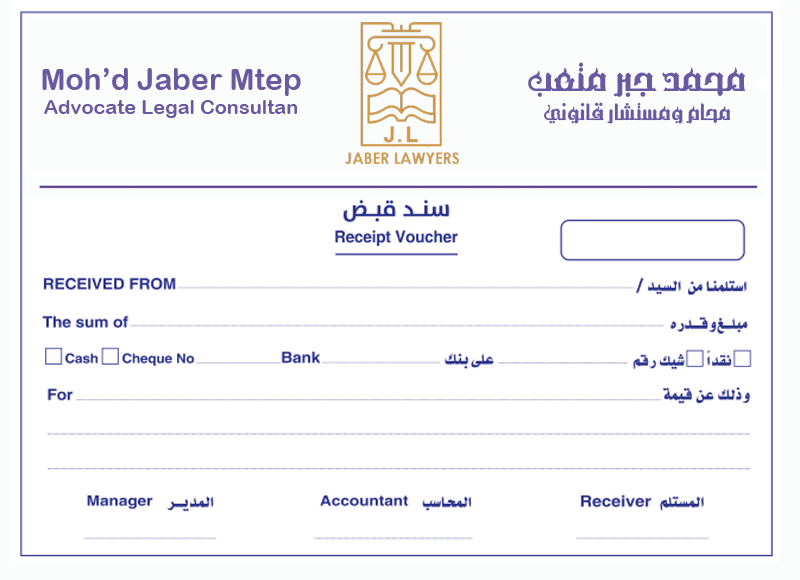 Moh'd Jaber Mtep
Advocate Legal Consultan
J.L
JABER LAWYERS
محمد جبر متعب
محام ومستشار قانوني
سند قبض
Receipt Voucher
RECEIVED FROM استلمنا من السيد /
The sum of مبلغ وقدره
Cash Cheque No Bank على بنك شيك رقم نقداً
For وذلك عن قيمة
Manager المدير Accountant المحاسب Receiver المستلم